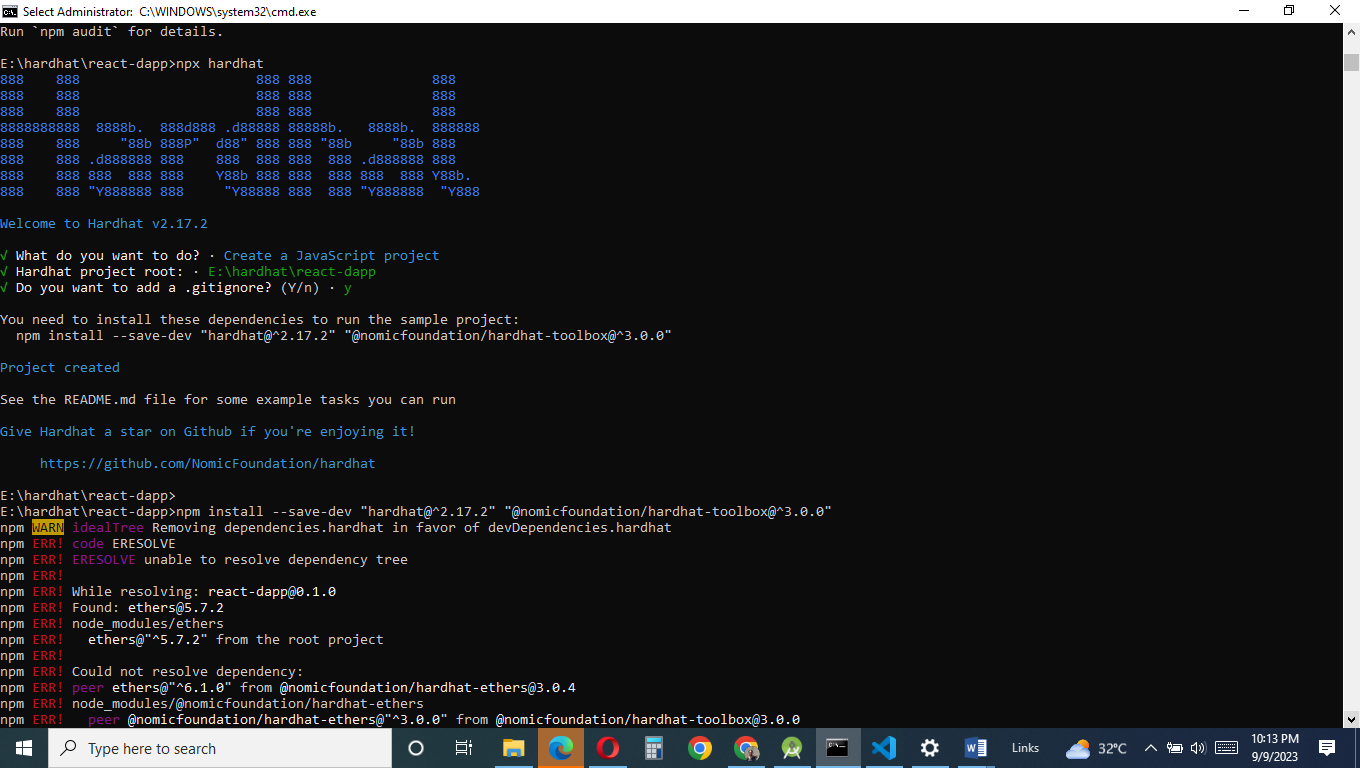 Select Administrator: C:\WINDOWS\system32\cmd.exe
Run `npm audit` for details.
E:\hardhat\react-dapp>npx hardhat
888    888                      888 888               888
888    888                      888 888               888
888    888                      888 888               888
8888888888  8888b.  888d888 .d88888 88888b.   8888b.  888888
888    888     "88b 888P"  d88" 888 888 "88b     "88b 888
888    888 .d888888 888    888  888 888  888 .d888888 888
888    888 888  888 888    Y88b 888 888  888 888  888 Y88b.
888    888 "Y888888 888     "Y88888 888  888 "Y888888  "Y888
Welcome to Hardhat v2.17.2
√ What do you want to do? · Create a JavaScript project
√ Hardhat project root: · E:\hardhat\react-dapp
√ Do you want to add a .gitignore? (Y/n) · y
You need to install these dependencies to run the sample project:
  npm install --save-dev "hardhat@^2.17.2" "@nomicfoundation/hardhat-toolbox@^3.0.0"
Project created
See the README.md file for some example tasks you can run
Give Hardhat a star on Github if you're enjoying it!
     https://github.com/NomicFoundation/hardhat
E:\hardhat\react-dapp>
E:\hardhat\react-dapp>npm install --save-dev "hardhat@^2.17.2" "@nomicfoundation/hardhat-toolbox@^3.0.0"
npm WARN idealTree Removing dependencies.hardhat in favor of devDependencies.hardhat
npm ERR! code ERESOLVE
npm ERR! ERESOLVE unable to resolve dependency tree
npm ERR!
npm ERR! While resolving: react-dapp@0.1.0
npm ERR! Found: ethers@5.7.2
npm ERR! node_modules/ethers
npm ERR!   ethers@"^5.7.2" from the root project
npm ERR!
npm ERR! Could not resolve dependency:
npm ERR! peer ethers@"^6.1.0" from @nomicfoundation/hardhat-ethers@3.0.4
npm ERR! node_modules/@nomicfoundation/hardhat-ethers
npm ERR!   peer @nomicfoundation/hardhat-ethers@"^3.0.0" from @nomicfoundation/hardhat-toolbox@3.0.0
Type here to search
Links
32°C
10:13 PM
9/9/2023